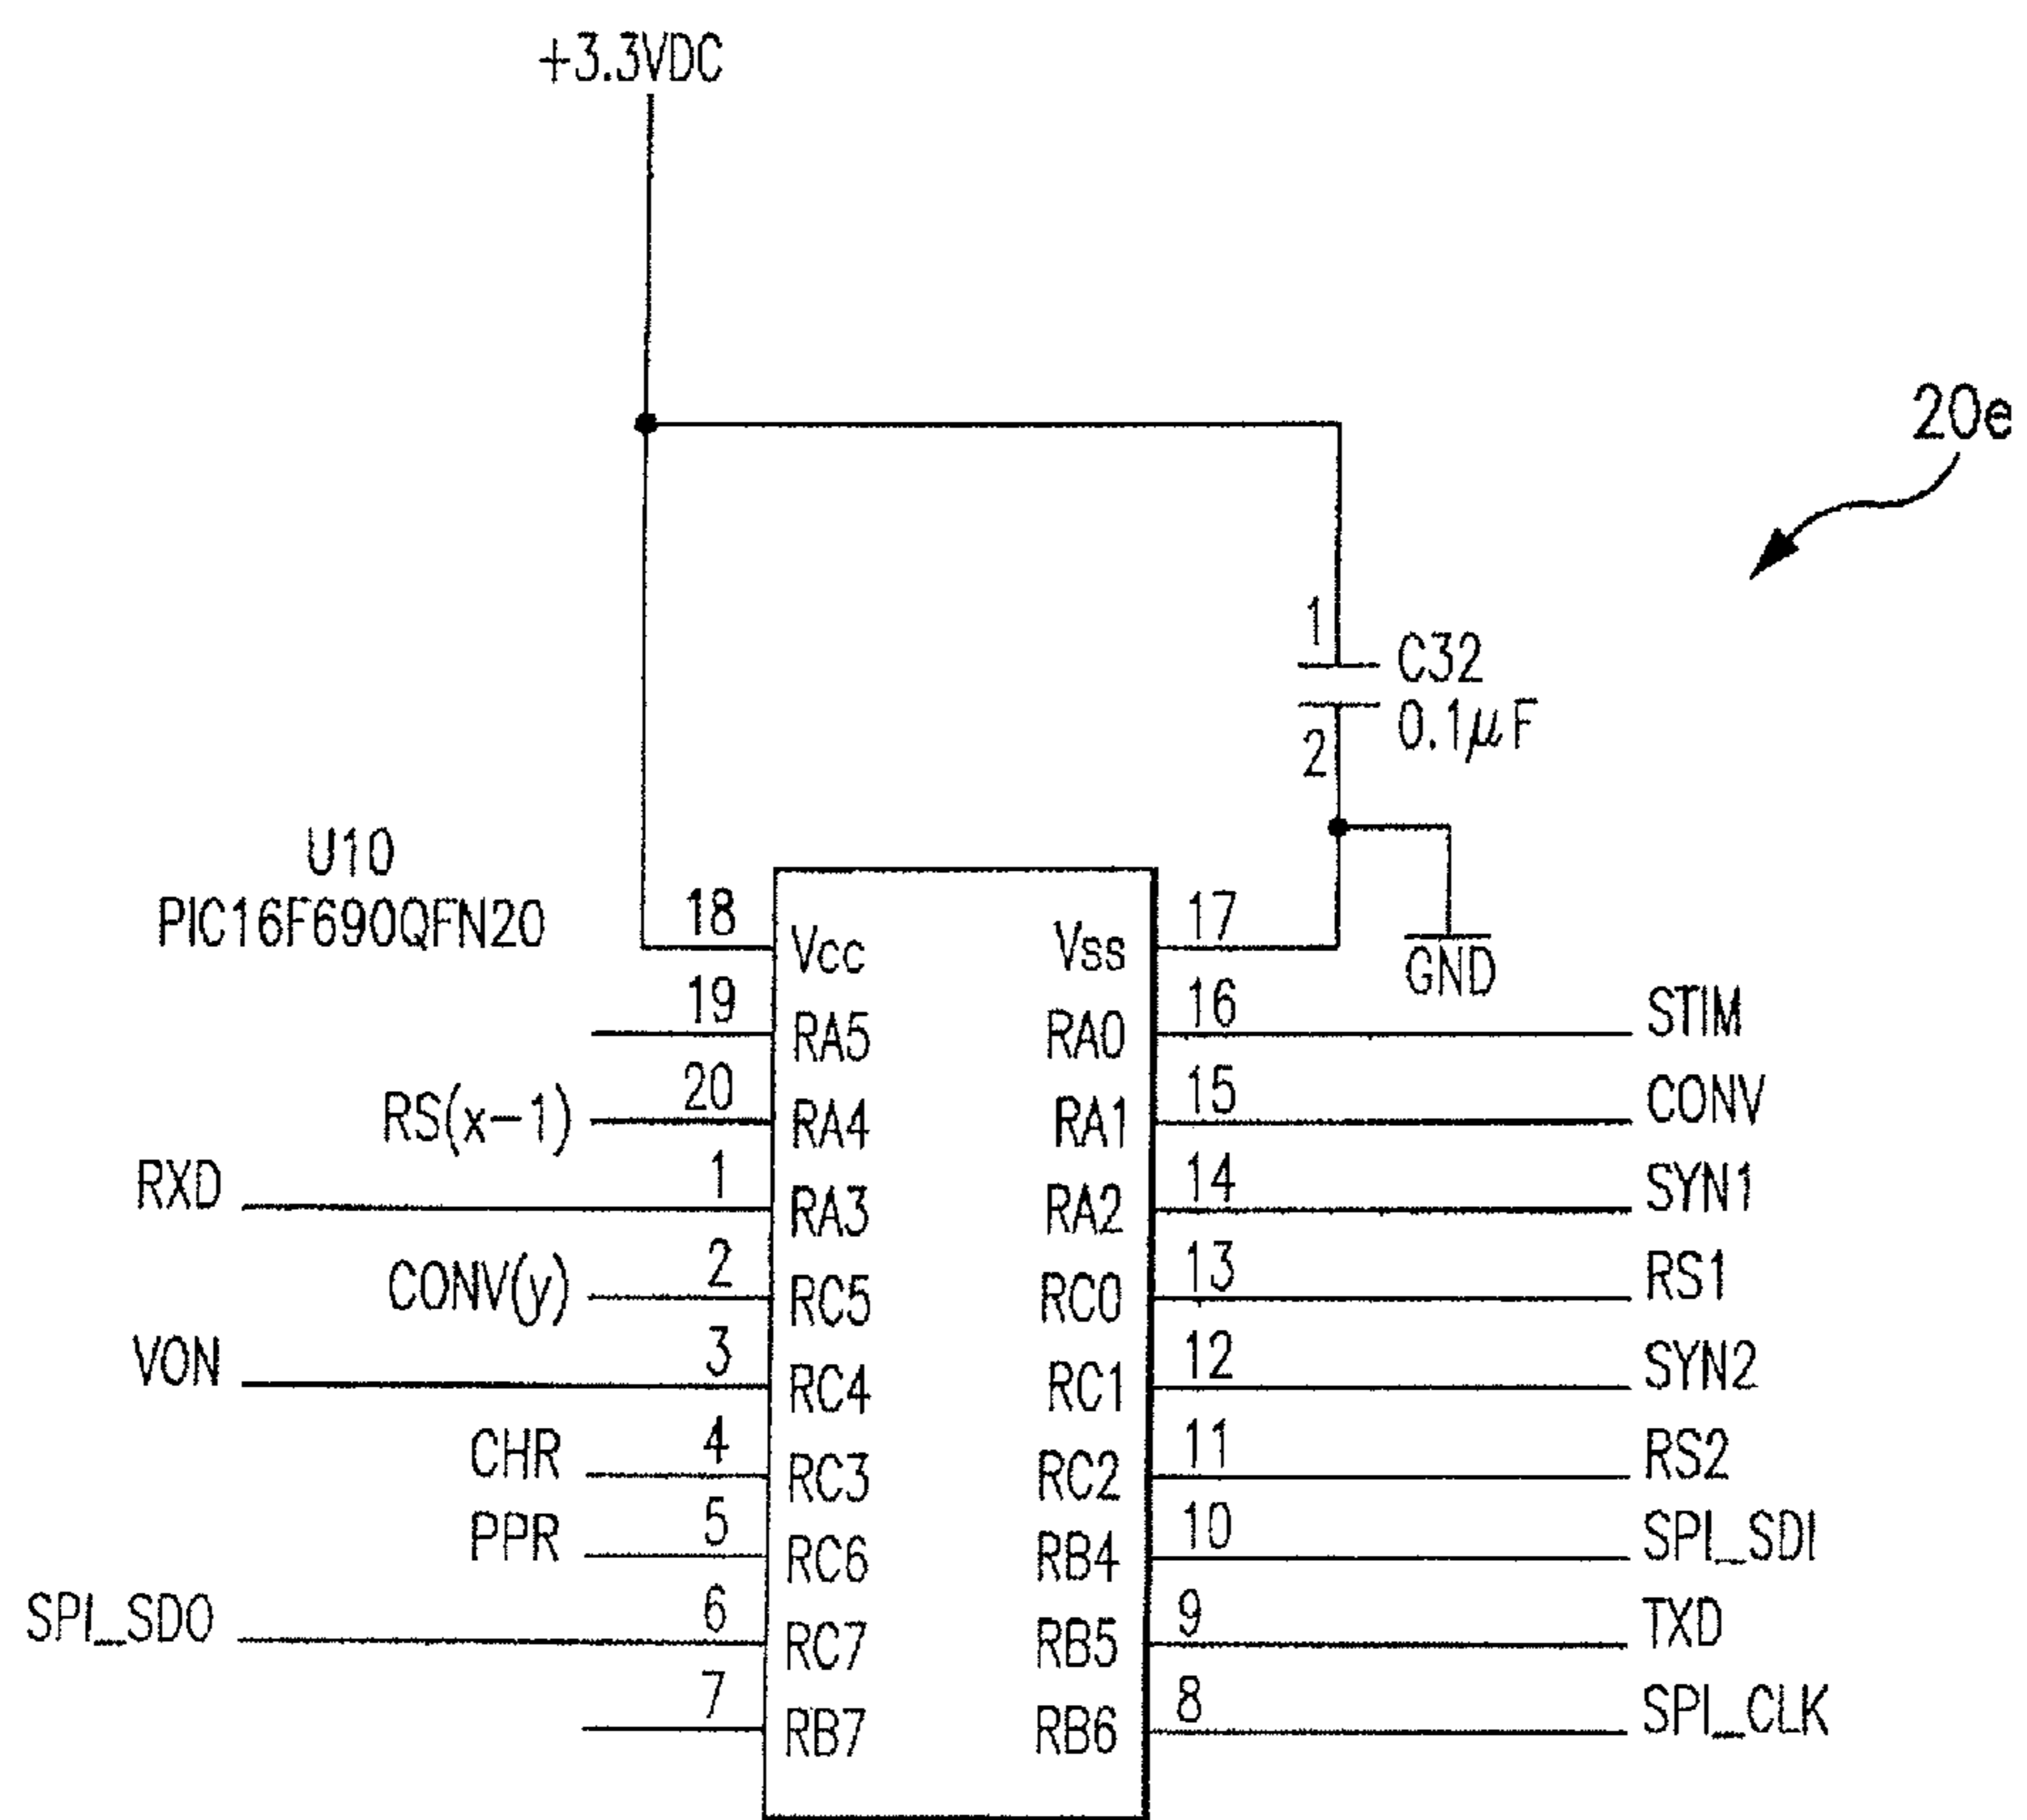 +3.3VDC
20e
1
C32
0.1μF
2
U10
PIC16F690QFN20
GND
18 Vcc Vss 17
19 RA5 RA0 16 STIM
RS(x-1) 20 RA4 RA1 15 CONV
RXD 1 RA3 RA2 14 SYN1
CONV(y) 2 RC5 RC0 13 RS1
VON 3 RC4 RC1 12 SYN2
CHR 4 RC3 RC2 11 RS2
PPR 5 RC6 RB4 10 SPI_SDI
SPI_SDO 6 RC7 RB5 9 TXD
7 RB7 RB6 8 SPI_CLK